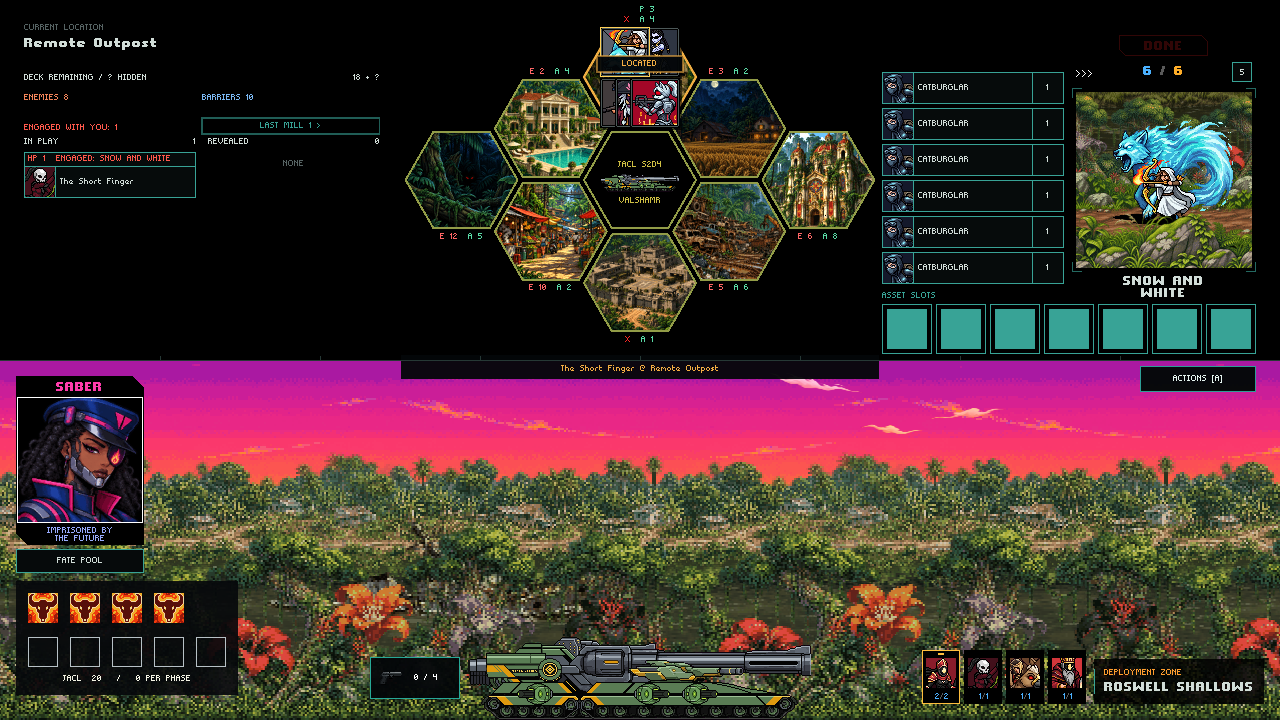 CURRENT LOCATION
Remote Outpost
DECK REMAINING / ? HIDDEN
18 + ?
ENEMIES 8
BARRIERS 10
ENGAGED WITH YOU: 1
LAST MILL 1 >
IN PLAY
1
REVEALED
0
HP 1 ENGAGED: SNOW AND WHITE
The Short Finger
NONE
P 3
X A 4
LOCATED
E 2 A 4
E 3 A 2
JACL S2D4
VALSHAMR
E 12 A 5
E 6 A 8
E 10 A 2
E 5 A 6
X A 1
DONE
>>>
6 / 6
5
CATBURGLAR 1
CATBURGLAR 1
CATBURGLAR 1
CATBURGLAR 1
CATBURGLAR 1
CATBURGLAR 1
SNOW AND
WHITE
ASSET SLOTS
The Short Finger @ Remote Outpost
ACTIONS [A]
SABER
IMPRISONED BY
THE FUTURE
FATE POOL
JACL 20
0 PER PHASE
0 / 4
2/2
1/1
1/1
1/1
DEPLOYMENT ZONE
ROSWELL SHALLOWS